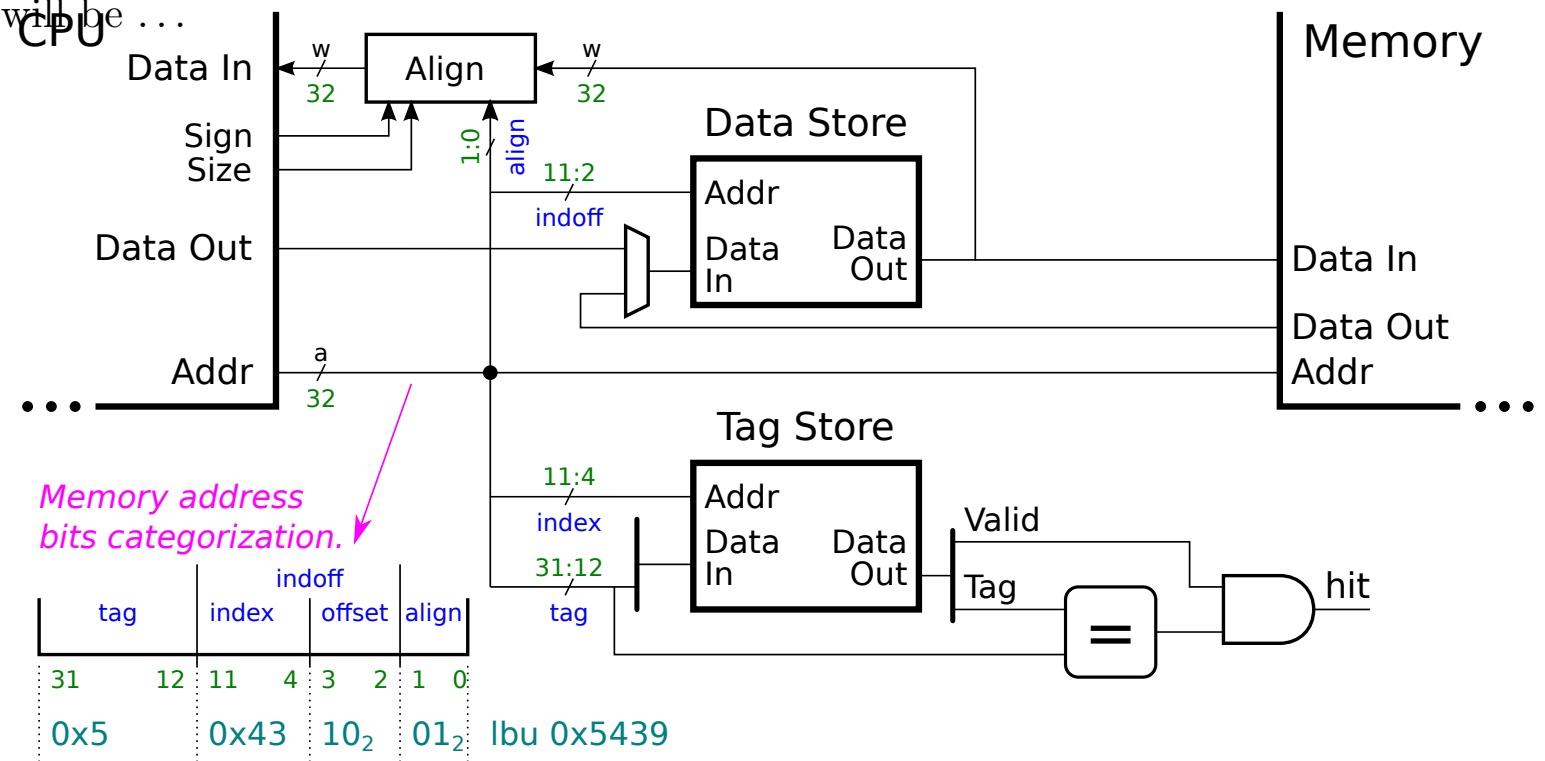 will be . . .
CPU
Memory
Data In
w
32
Align
w
32
Sign
Size
1:0
align
Data Store
11:2
indoff
Addr
Data Out
Data
In
Data
Out
Data In
Data Out
Addr
a
32
Addr
Tag Store
Memory address
bits categorization.
11:4
index
Addr
31:12
tag
Data
In
Data
Out
Valid
Tag
=
hit
indoff
tag index offset align
31 12 11 4 3 2 1 0
0x5 0x43 10₂ 01₂ lbu 0x5439